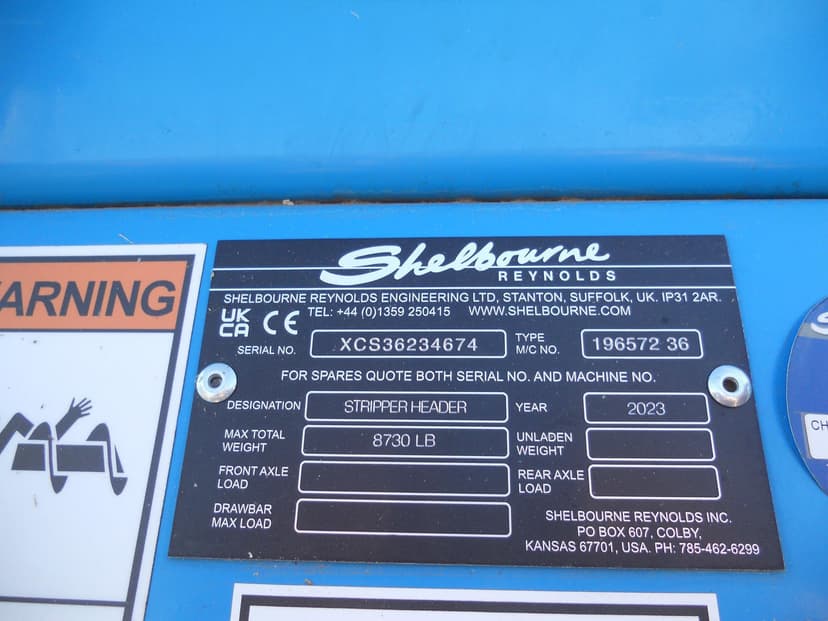 WARNING
Shelbourne
REYNOLDS
SHELBOURNE REYNOLDS ENGINEERING LTD, STANTON, SUFFOLK, UK. IP31 2AR.
UK CA CE TEL: +44 (0)1359 250415 WWW.SHELBOURNE.COM
SERIAL NO. XCS36234674 TYPE M/C NO. 196572 36
FOR SPARES QUOTE BOTH SERIAL NO. AND MACHINE NO.
DESIGNATION STRIPPER HEADER YEAR 2023
MAX TOTAL WEIGHT 8730 LB UNLADEN WEIGHT
FRONT AXLE LOAD REAR AXLE LOAD
DRAWBAR MAX LOAD
SHELBOURNE REYNOLDS INC.
PO BOX 607, COLBY,
KANSAS 67701, USA. PH: 785-462-6299
CH